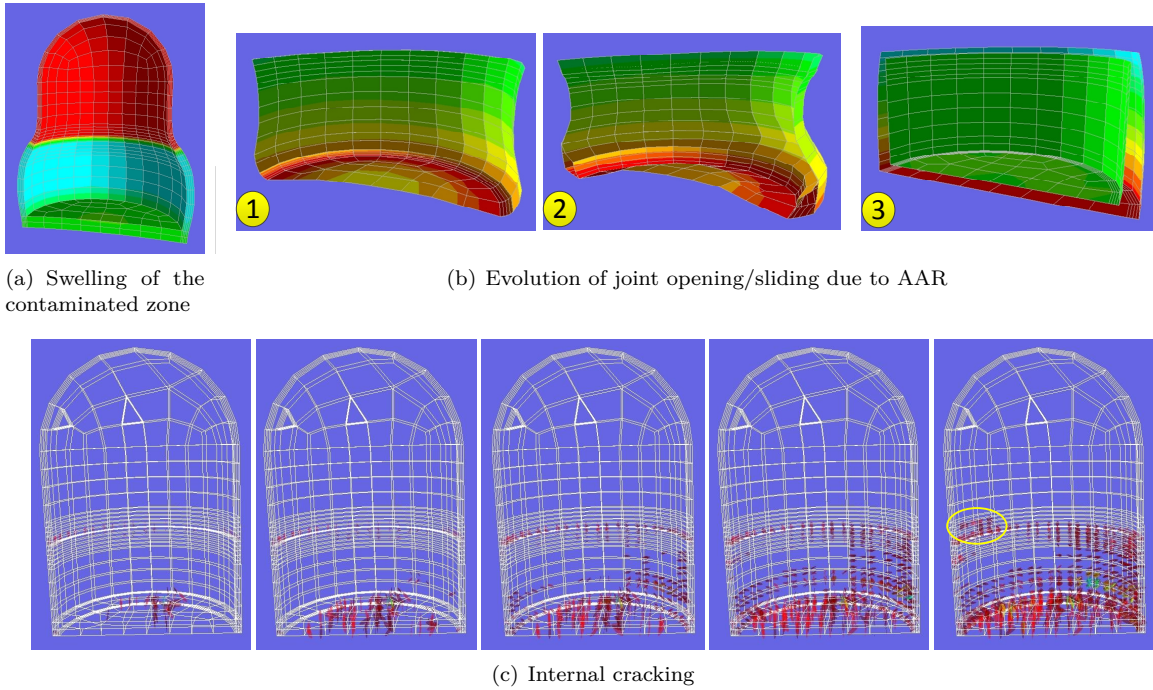 1
2
3
(a) Swelling of the
contaminated zone
(b) Evolution of joint opening/sliding due to AAR
(c) Internal cracking